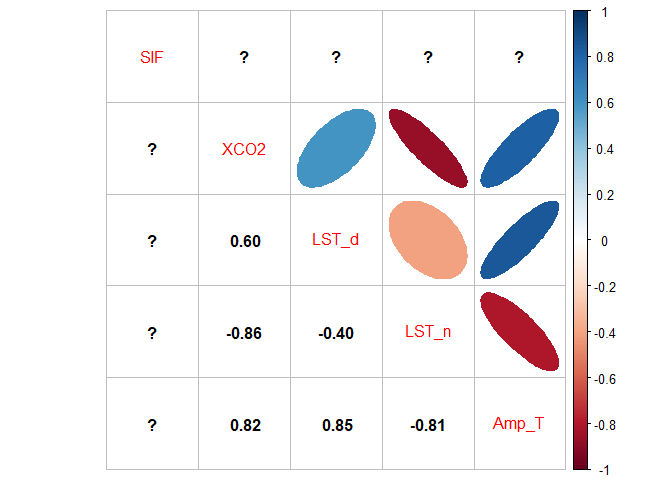 SIF ? ? ? ?
? XCO2
? 0.60 LST_d
? -0.86 -0.40 LST_n
? 0.82 0.85 -0.81 Amp_T
1
0.8
0.6
0.4
0.2
0
-0.2
-0.4
-0.6
-0.8
-1